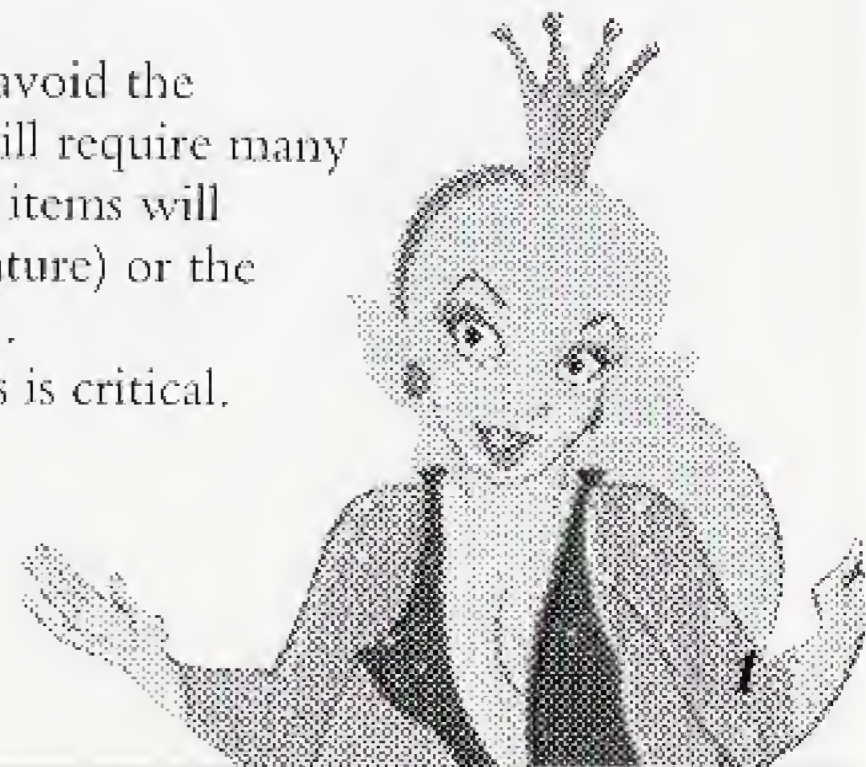 avoid the
ill require many
items will
ature) or the
.
s is critical.